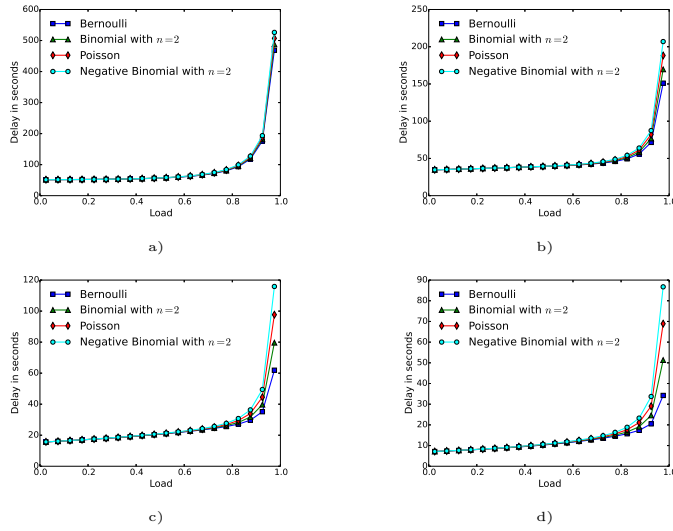 600
500
400
300
200
100
0
Delay in seconds
Bernoulli
Binomial with n=2
Poisson
Negative Binomial with n=2
0.0 0.2 0.4 0.6 0.8 1.0
Load
a)
250
200
150
100
50
0
Delay in seconds
Bernoulli
Binomial with n=2
Poisson
Negative Binomial with n=2
0.0 0.2 0.4 0.6 0.8 1.0
Load
b)
120
100
80
60
40
20
0
Delay in seconds
Bernoulli
Binomial with n=2
Poisson
Negative Binomial with n=2
0.0 0.2 0.4 0.6 0.8 1.0
Load
c)
90
80
70
60
50
40
30
20
10
0
Delay in seconds
Bernoulli
Binomial with n=2
Poisson
Negative Binomial with n=2
0.0 0.2 0.4 0.6 0.8 1.0
Load
d)